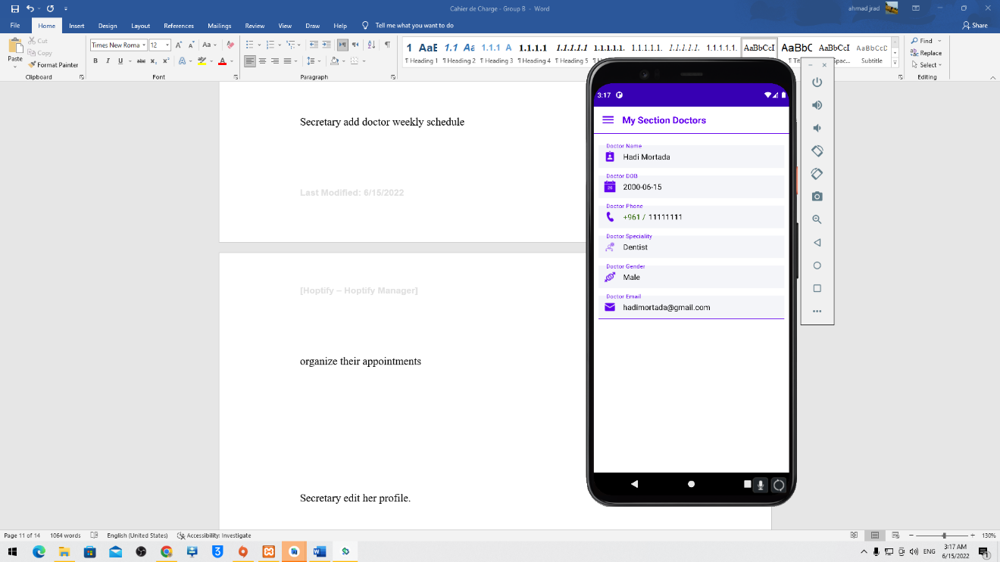 Cahier de Charge - Group B - Word
ahmad jrad
File Home Insert Design Layout References Mailings Review View Draw Help Tell me what you want to do
Share
Paste
Cut
Copy
Format Painter
Clipboard
Times New Roma 12
Font
Paragraph
1 AaE 1.1 Aa 1.1.1 A 1.1.1.1 1.1.1.1.1 1.1.1.1.1. 1.1.1.1.1. 1.1.1.1.1. AaBbCcI AaBbC AaBbCcI AaBbCcD
¶ Heading 1 ¶ Heading 2 ¶ Heading 3 ¶ Heading 4 ¶ Heading 5
Subtitle
Find
Replace
Select
Editing
Secretary add doctor weekly schedule
Last Modified: 6/15/2022
[Hoptify – Hoptify Manager]
organize their appointments
Secretary edit her profile.
3:17
My Section Doctors
Doctor Name
Hadi Mortada
Doctor DOB
26
2000-06-15
Doctor Phone
+961 / 11111111
Doctor Speciality
Dentist
Doctor Gender
Male
Doctor Email
hadimortada@gmail.com
Page 11 of 14 1064 words English (United States) Accessibility: Investigate
130%
ENG
3:17 AM
6/15/2022